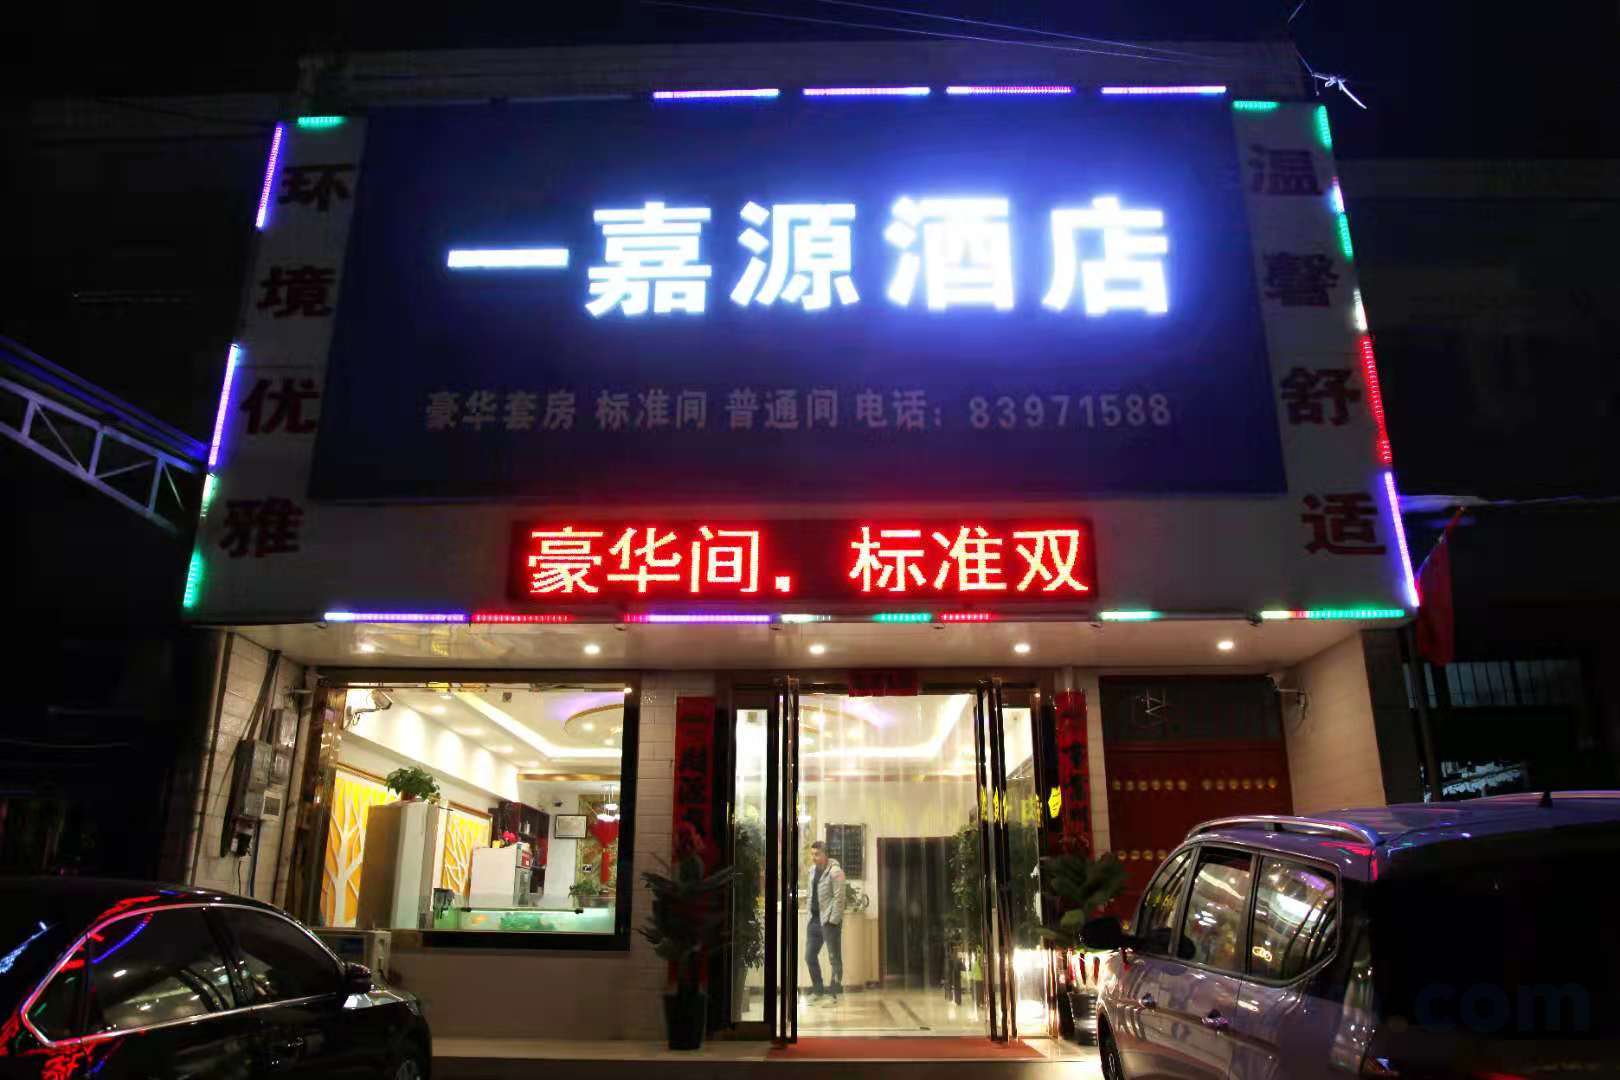 一嘉源酒店
豪华套房 标准间 普通间 电话：83971588
环境优雅
温馨舒适
豪华间．标准双
.com